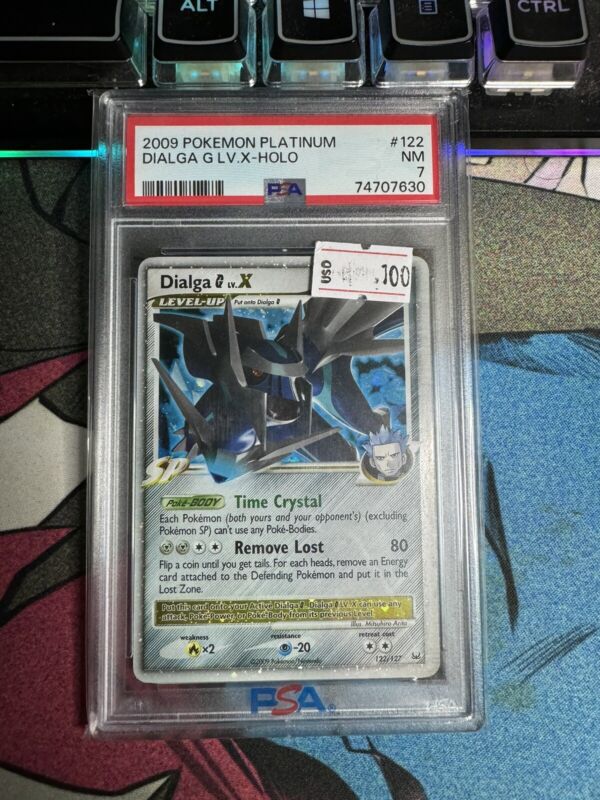 ALT
CTRL
2009 POKEMON PLATINUM #122
DIALGA G LV.X-HOLO NM
7
PSA 74707630
USD .100
Dialga G LV.X
LEVEL-UP Put onto Dialga G
SP
Poké-BODY Time Crystal
Each Pokémon (both yours and your opponent's) (excluding
Pokémon SP) can't use any Poké-Bodies.
Remove Lost 80
Flip a coin until you get tails. For each heads, remove an Energy
card attached to the Defending Pokémon and put it in the
Lost Zone.
Put this card onto your Active Dialga G. Dialga G LV.X can use any
attack, Poké-Power, or Poké-Body from its previous Level.
Illus. Mitsuhiro Arita
weakness resistance retreat cost
×2 -20
©2009 Pokémon/Nintendo 122/127
PSA